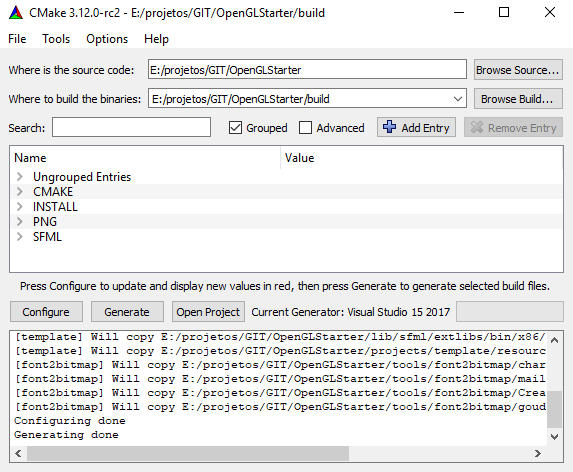 CMake 3.12.0-rc2 - E:/projetos/GIT/OpenGLStarter/build
File Tools Options Help
Where is the source code: E:/projetos/GIT/OpenGLStarter Browse Source...
Where to build the binaries: E:/projetos/GIT/OpenGLStarter/build Browse Build...
Search: Grouped Advanced Add Entry Remove Entry
Name Value
Ungrouped Entries
CMAKE
INSTALL
PNG
SFML
Press Configure to update and display new values in red, then press Generate to generate selected build files.
Configure Generate Open Project Current Generator: Visual Studio 15 2017
[template] Will copy E:/projetos/GIT/OpenGLStarter/lib/sfml/extlibs/bin/x86/
[template] Will copy E:/projetos/GIT/OpenGLStarter/projects/template/resourc
[font2bitmap] Will copy E:/projetos/GIT/OpenGLStarter/tools/font2bitmap/char
[font2bitmap] Will copy E:/projetos/GIT/OpenGLStarter/tools/font2bitmap/mail
[font2bitmap] Will copy E:/projetos/GIT/OpenGLStarter/tools/font2bitmap/Crea
[font2bitmap] Will copy E:/projetos/GIT/OpenGLStarter/tools/font2bitmap/goud
Configuring done
Generating done